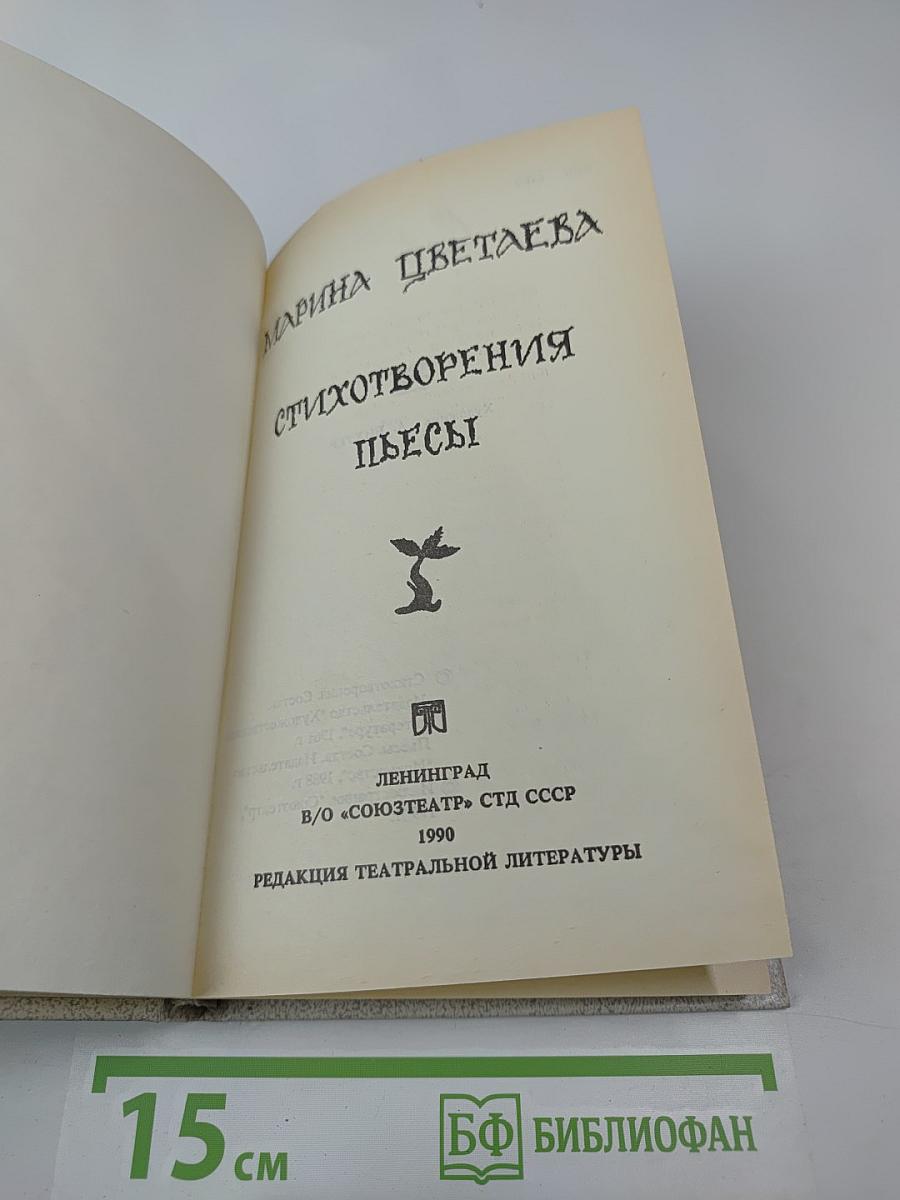 МАРИНА ЦВЕТАЕВА
СТИХОТВОРЕНИЯ
ПЬЕСЫ
ЛЕНИНГРАД
В/О «СОЮЗТЕАТР» СТД СССР
1990
РЕДАКЦИЯ ТЕАТРАЛЬНОЙ ЛИТЕРАТУРЫ
15 см
БФ БИБЛИОФАН